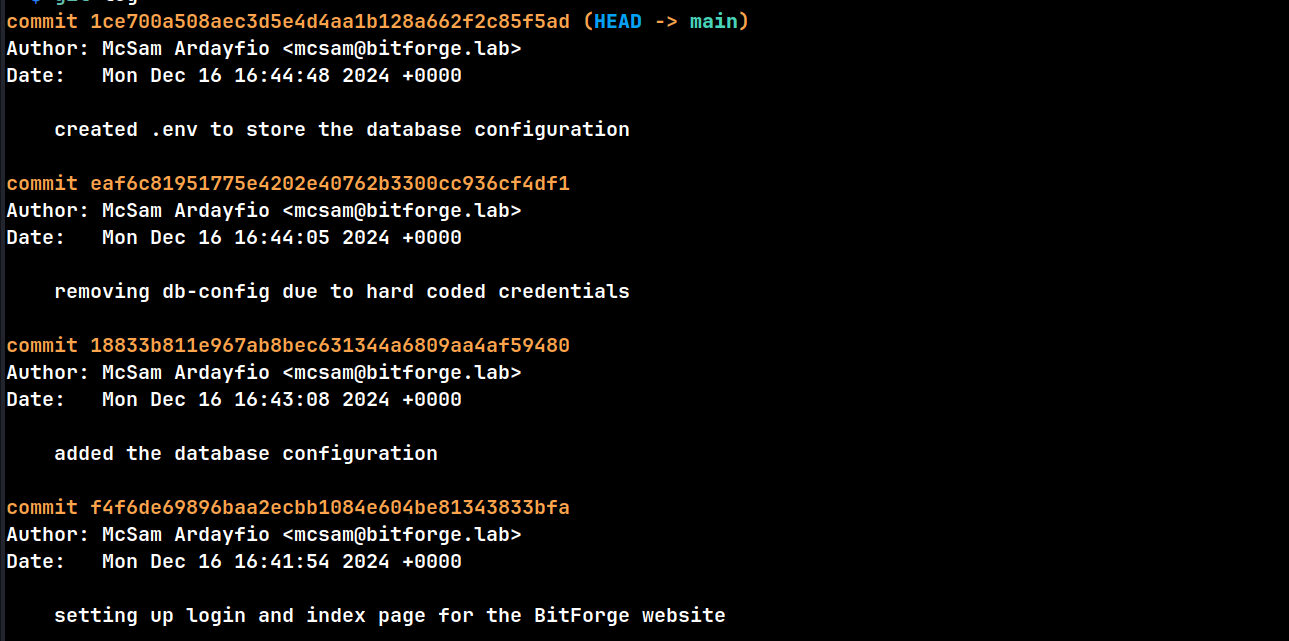 commit 1ce700a508aec3d5e4d4aa1b128a662f2c85f5ad (HEAD -> main)
Author: McSam Ardayfio <mcsam@bitforge.lab>
Date:   Mon Dec 16 16:44:48 2024 +0000
created .env to store the database configuration
commit eaf6c81951775e4202e40762b3300cc936cf4df1
Author: McSam Ardayfio <mcsam@bitforge.lab>
Date:   Mon Dec 16 16:44:05 2024 +0000
removing db-config due to hard coded credentials
commit 18833b811e967ab8bec631344a6809aa4af59480
Author: McSam Ardayfio <mcsam@bitforge.lab>
Date:   Mon Dec 16 16:43:08 2024 +0000
added the database configuration
commit f4f6de69896baa2ecbb1084e604be81343833bfa
Author: McSam Ardayfio <mcsam@bitforge.lab>
Date:   Mon Dec 16 16:41:54 2024 +0000
setting up login and index page for the BitForge website